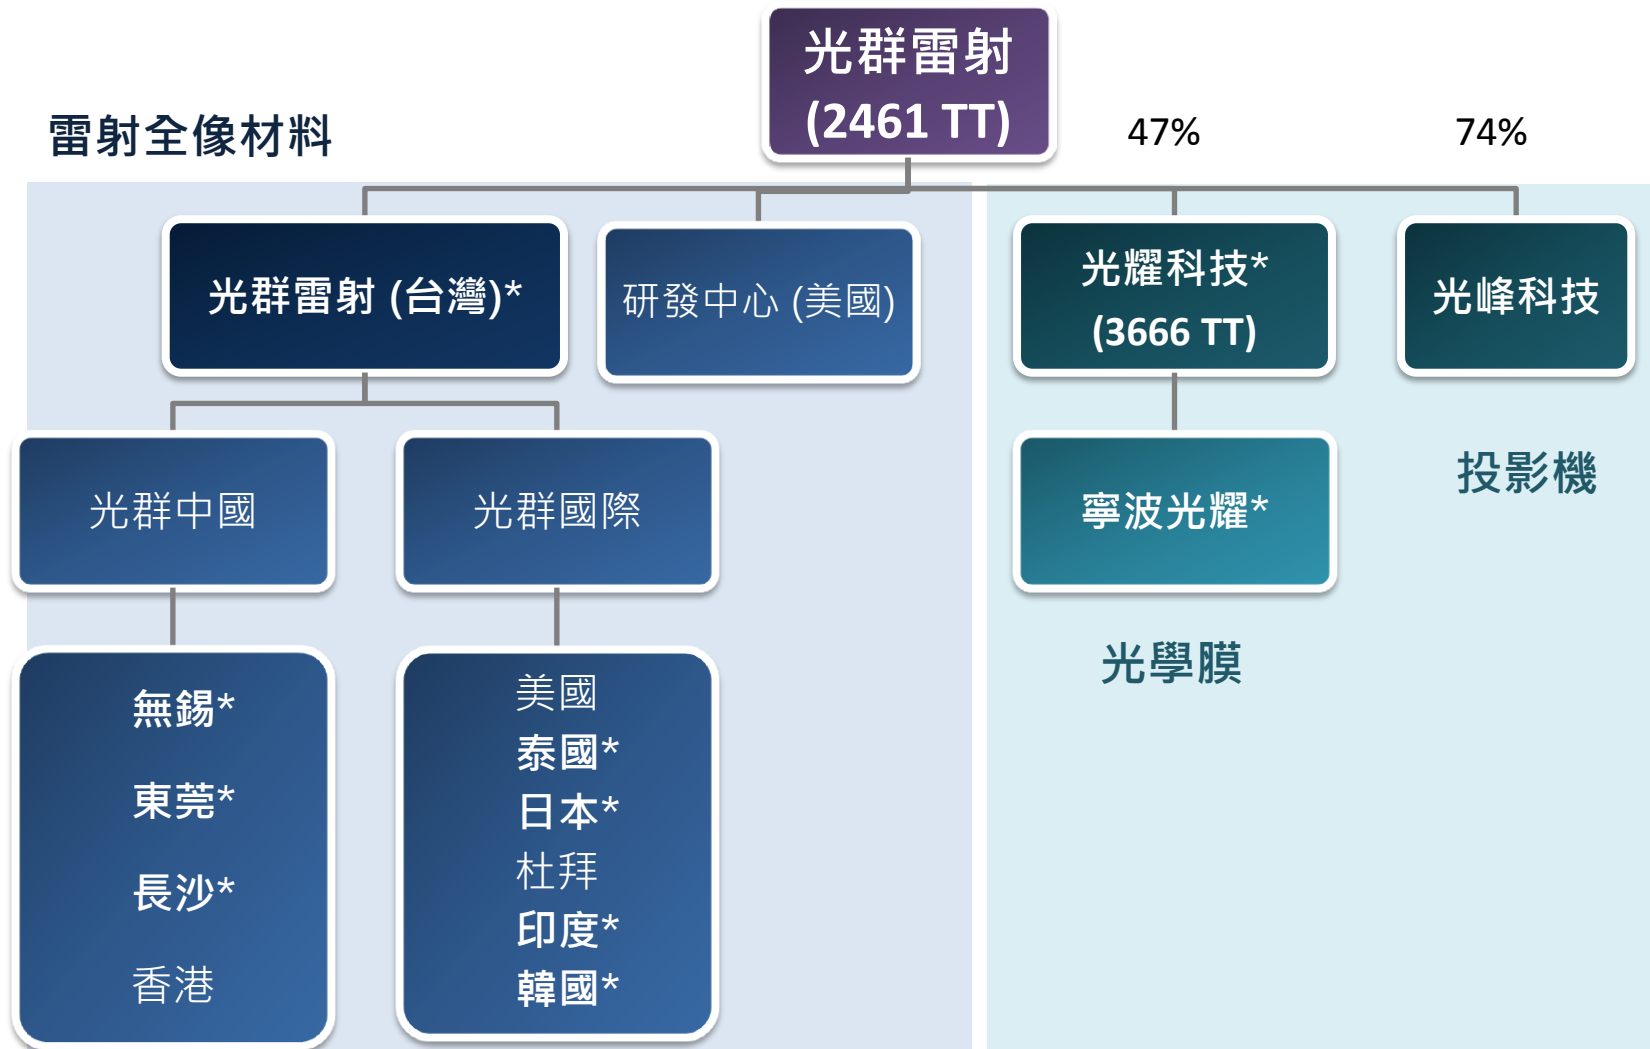 光群雷射
(2461 TT)
雷射全像材料
47%
74%
光群雷射 (台灣)*
研發中心 (美國)
光耀科技*
(3666 TT)
光峰科技
光群中國
光群國際
寧波光耀*
投影機
光學膜
無錫*
東莞*
長沙*
香港
美國
泰國*
日本*
杜拜
印度*
韓國*